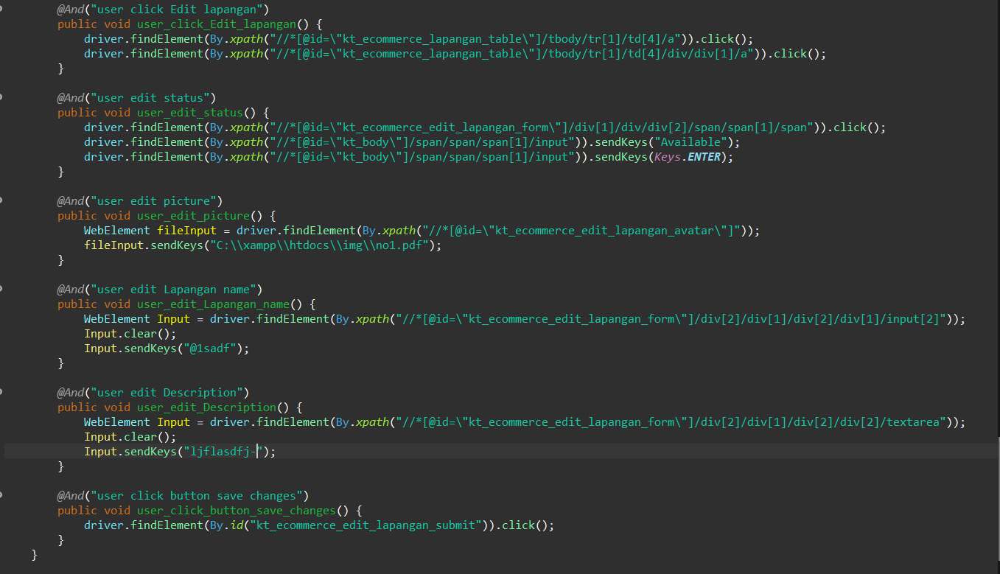 @And("user click Edit lapangan")
public void user_click_Edit_lapangan() {
driver.findElement(By.xpath("//*[@id=\"kt_ecommerce_lapangan_table\"]/tbody/tr[1]/td[4]/a")).click();
driver.findElement(By.xpath("//*[@id=\"kt_ecommerce_lapangan_table\"]/tbody/tr[1]/td[4]/div/div[1]/a")).click();
}
@And("user edit status")
public void user_edit_status() {
driver.findElement(By.xpath("//*[@id=\"kt_ecommerce_edit_lapangan_form\"]/div[1]/div/div[2]/span/span[1]/span")).click();
driver.findElement(By.xpath("//*[@id=\"kt_body\"]/span/span/span[1]/input")).sendKeys("Available");
driver.findElement(By.xpath("//*[@id=\"kt_body\"]/span/span/span[1]/input")).sendKeys(Keys.ENTER);
}
@And("user edit picture")
public void user_edit_picture() {
WebElement fileInput = driver.findElement(By.xpath("//*[@id=\"kt_ecommerce_edit_lapangan_avatar\"]"));
fileInput.sendKeys("C:\\xampp\\htdocs\\img\\no1.pdf");
}
@And("user edit Lapangan name")
public void user_edit_Lapangan_name() {
WebElement Input = driver.findElement(By.xpath("//*[@id=\"kt_ecommerce_edit_lapangan_form\"]/div[2]/div[1]/div[2]/div[1]/input[2]"));
Input.clear();
Input.sendKeys("@1sadf");
}
@And("user edit Description")
public void user_edit_Description() {
WebElement Input = driver.findElement(By.xpath("//*[@id=\"kt_ecommerce_edit_lapangan_form\"]/div[2]/div[1]/div[2]/div[2]/textarea"));
Input.clear();
Input.sendKeys("ljflasdfj-");
}
@And("user click button save changes")
public void user_click_button_save_changes() {
driver.findElement(By.id("kt_ecommerce_edit_lapangan_submit")).click();
}
}